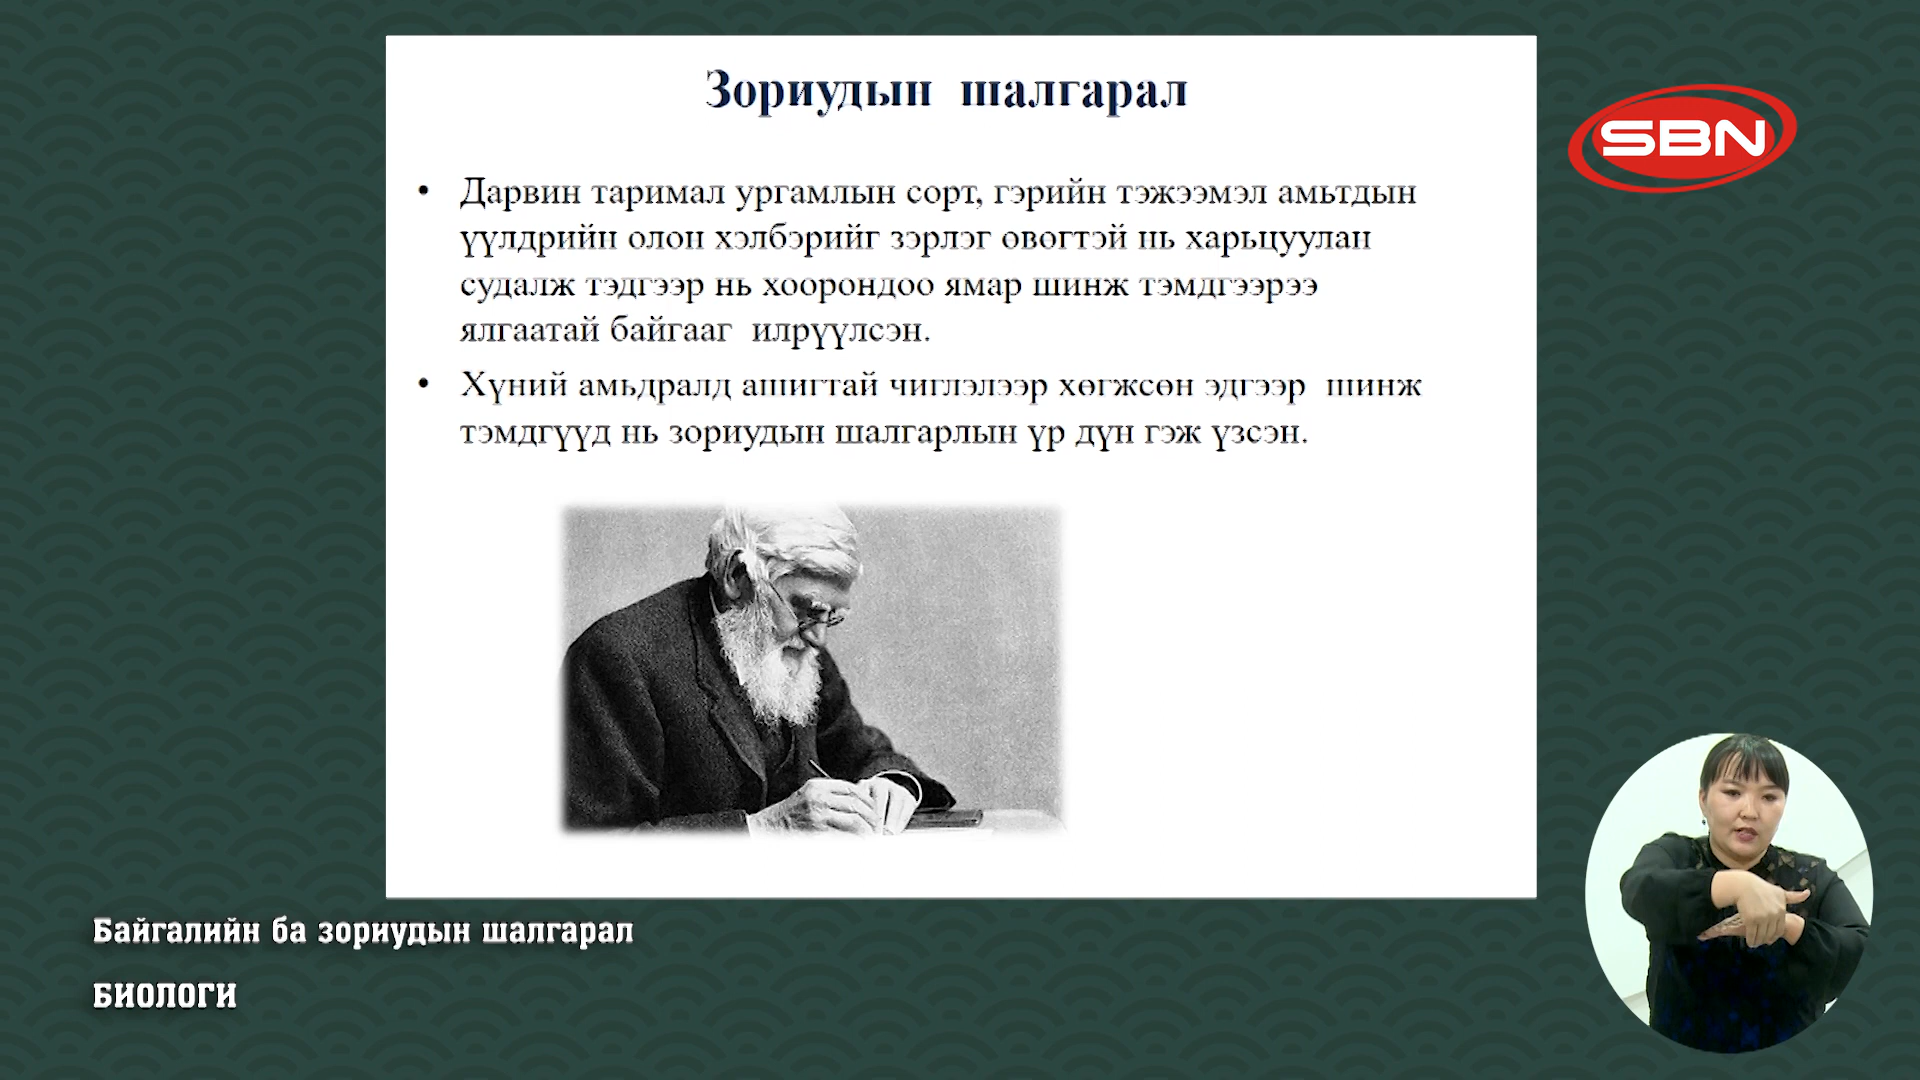 Зориудын шалгарал
SBN
• Дарвин таримал ургамлын сорт, гэрийн тэжээмэл амьтдын
үүлдрийн олон хэлбэрийг зэрлэг овогтэй нь харьцуулан
судалж тэдгээр нь хоорондоо ямар шинж тэмдгээрээ
ялгаатай байгааг илрүүлсэн.
• Хүний амьдралд ашигтай чиглэлээр хөгжсөн эдгээр шинж
тэмдгүүд нь зориудын шалгарлын үр дүн гэж үзсэн.
Байгалийн ба зориудын шалгарал
БИОЛОГИ